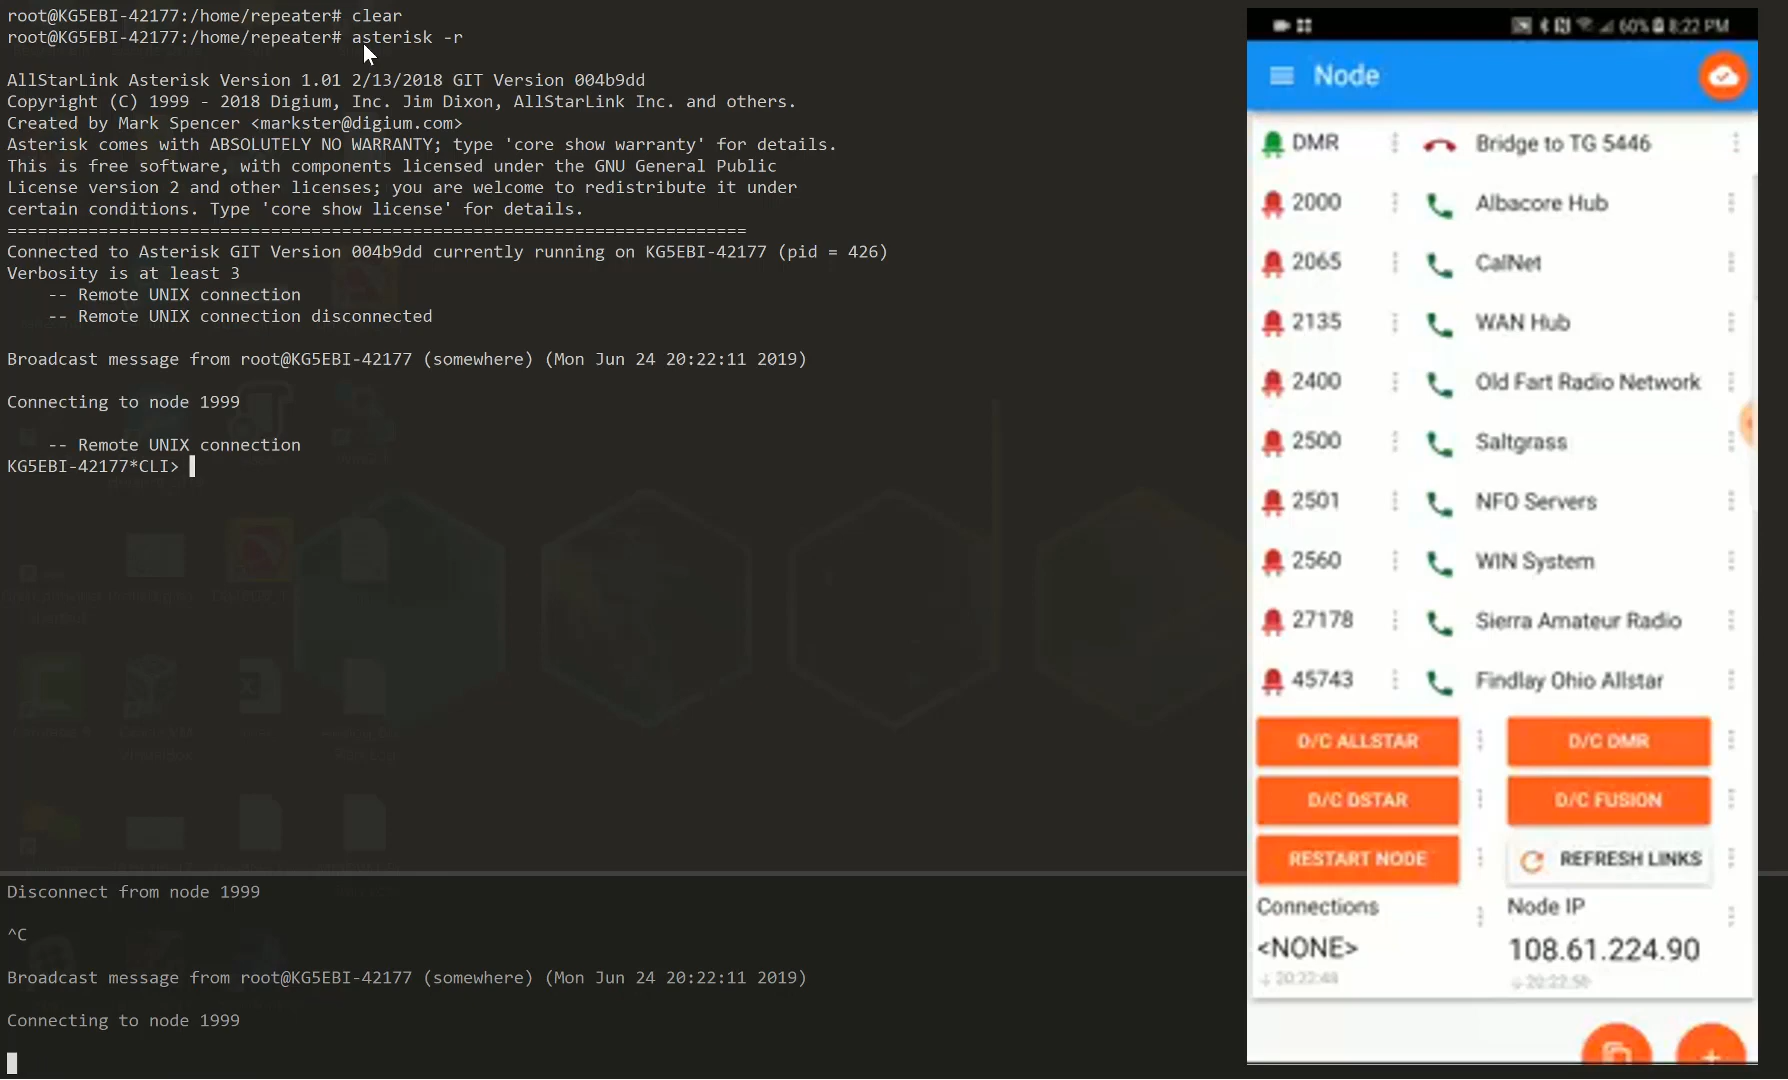 root@KG5EBI-42177:/home/repeater# clear
root@KG5EBI-42177:/home/repeater# asterisk -r
AllStarLink Asterisk Version 1.01 2/13/2018 GIT Version 004b9dd
Copyright (C) 1999 - 2018 Digium, Inc. Jim Dixon, AllStarLink Inc. and others.
Created by Mark Spencer <markster@digium.com>
Asterisk comes with ABSOLUTELY NO WARRANTY; type 'core show warranty' for details.
This is free software, with components licensed under the GNU General Public
License version 2 and other licenses; you are welcome to redistribute it under
certain conditions. Type 'core show license' for details.
=========================================================================
Connected to Asterisk GIT Version 004b9dd currently running on KG5EBI-42177 (pid = 426)
Verbosity is at least 3
-- Remote UNIX connection
-- Remote UNIX connection disconnected
Broadcast message from root@KG5EBI-42177 (somewhere) (Mon Jun 24 20:22:11 2019)
Connecting to node 1999
-- Remote UNIX connection
KG5EBI-42177*CLI>
Disconnect from node 1999
^C
Broadcast message from root@KG5EBI-42177 (somewhere) (Mon Jun 24 20:22:11 2019)
Connecting to node 1999
60% 8:22 PM
Node
DMR Bridge to TG 5446
2000 Albacore Hub
2065 CalNet
2135 WAN Hub
2400 Old Fart Radio Network
2500 Saltgrass
2501 NFO Servers
2560 WIN System
27178 Sierra Amateur Radio
45743 Findlay Ohio Allstar
D/C ALLSTAR D/C DMR
D/C DSTAR D/C FUSION
RESTART NODE REFRESH LINKS
Connections Node IP
<NONE> 108.61.224.90
20:22:48